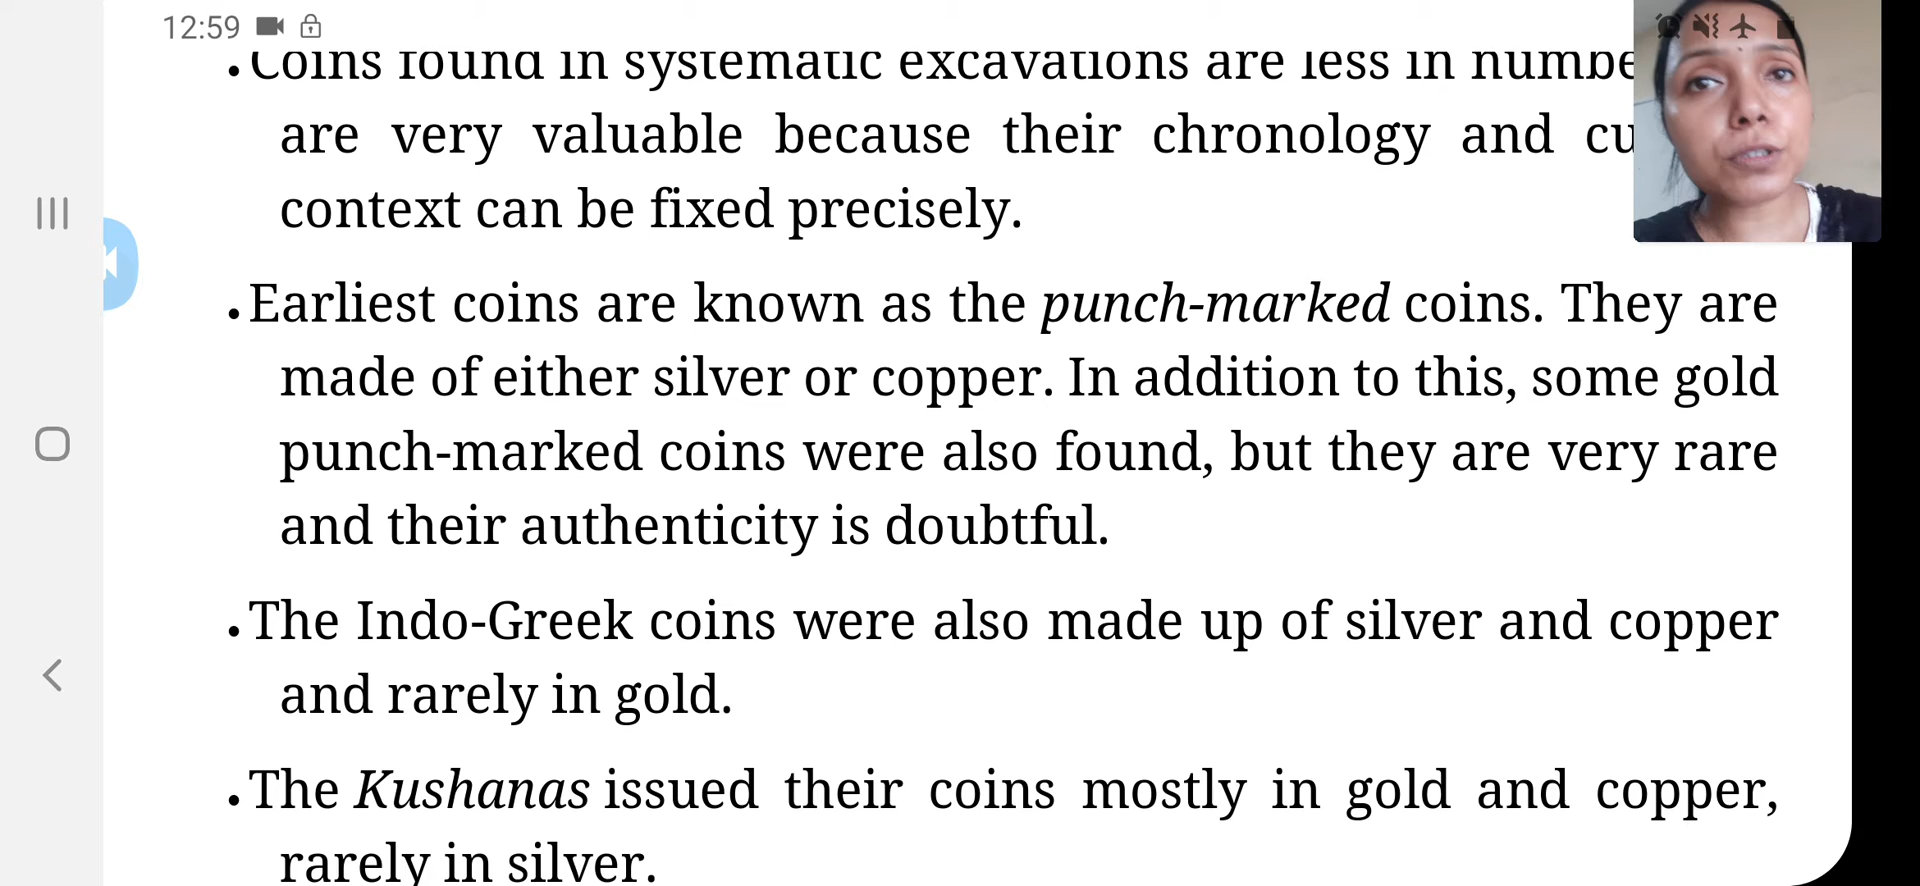 12:59
• Coins found in systematic excavations are less in
are very valuable because their chronology and
context can be fixed precisely.
• Earliest coins are known as the punch-marked coins. They are
made of either silver or copper. In addition to this, some gold
punch-marked coins were also found, but they are very rare
and their authenticity is doubtful.
• The Indo-Greek coins were also made up of silver and copper
and rarely in gold.
• The Kushanas issued their coins mostly in gold and copper,
rarely in silver.